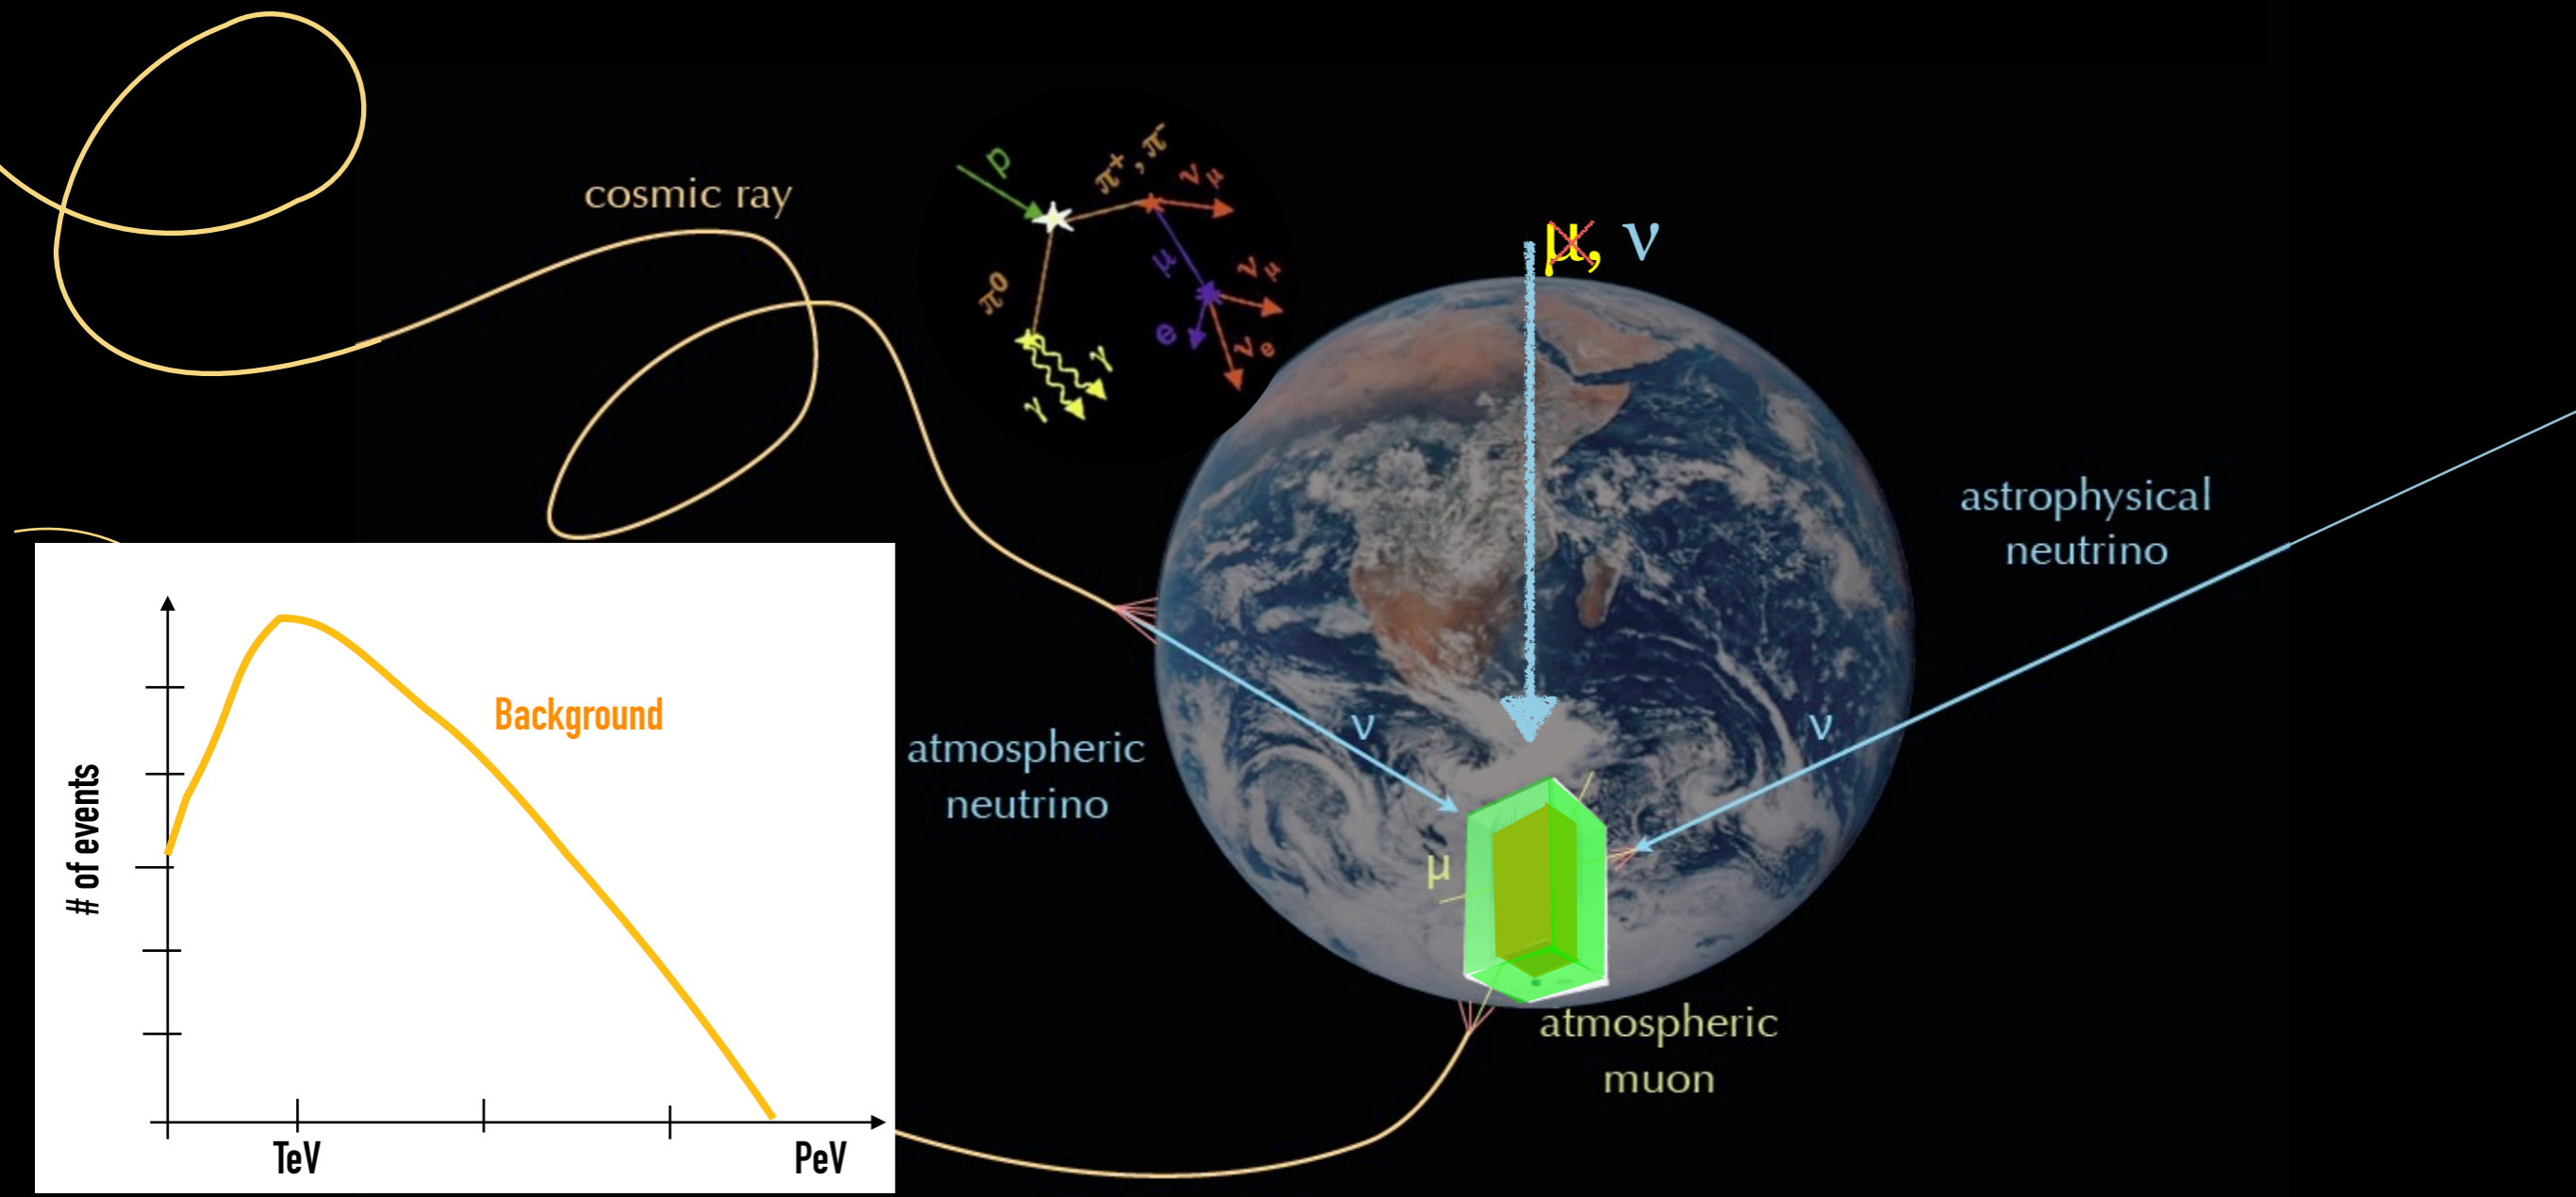 cosmic ray
p
π+, π-
νμ
μ
νμ
π0
e
νe
γ
γ
μ, ν
astrophysical
neutrino
ν
ν
atmospheric
neutrino
μ
atmospheric
muon
Background
# of events
TeV
PeV